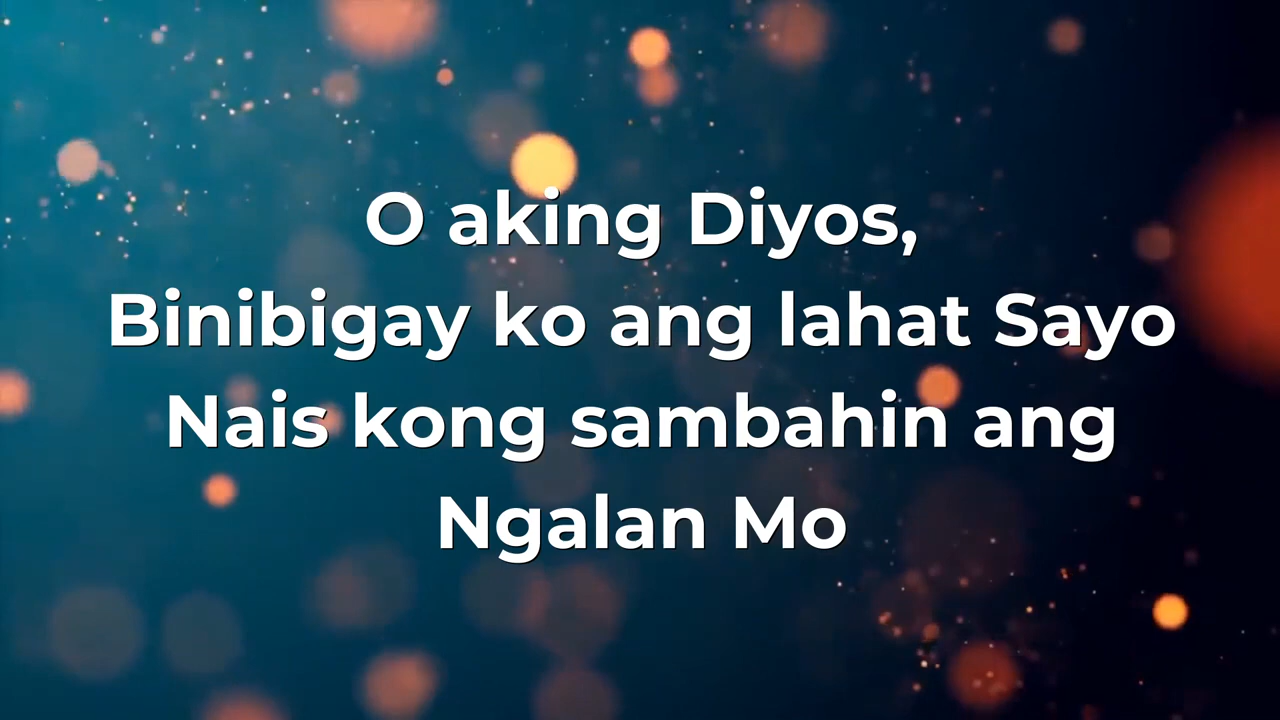 O aking Diyos,
Binibigay ko ang lahat Sayo
Nais kong sambahin ang
Ngalan Mo